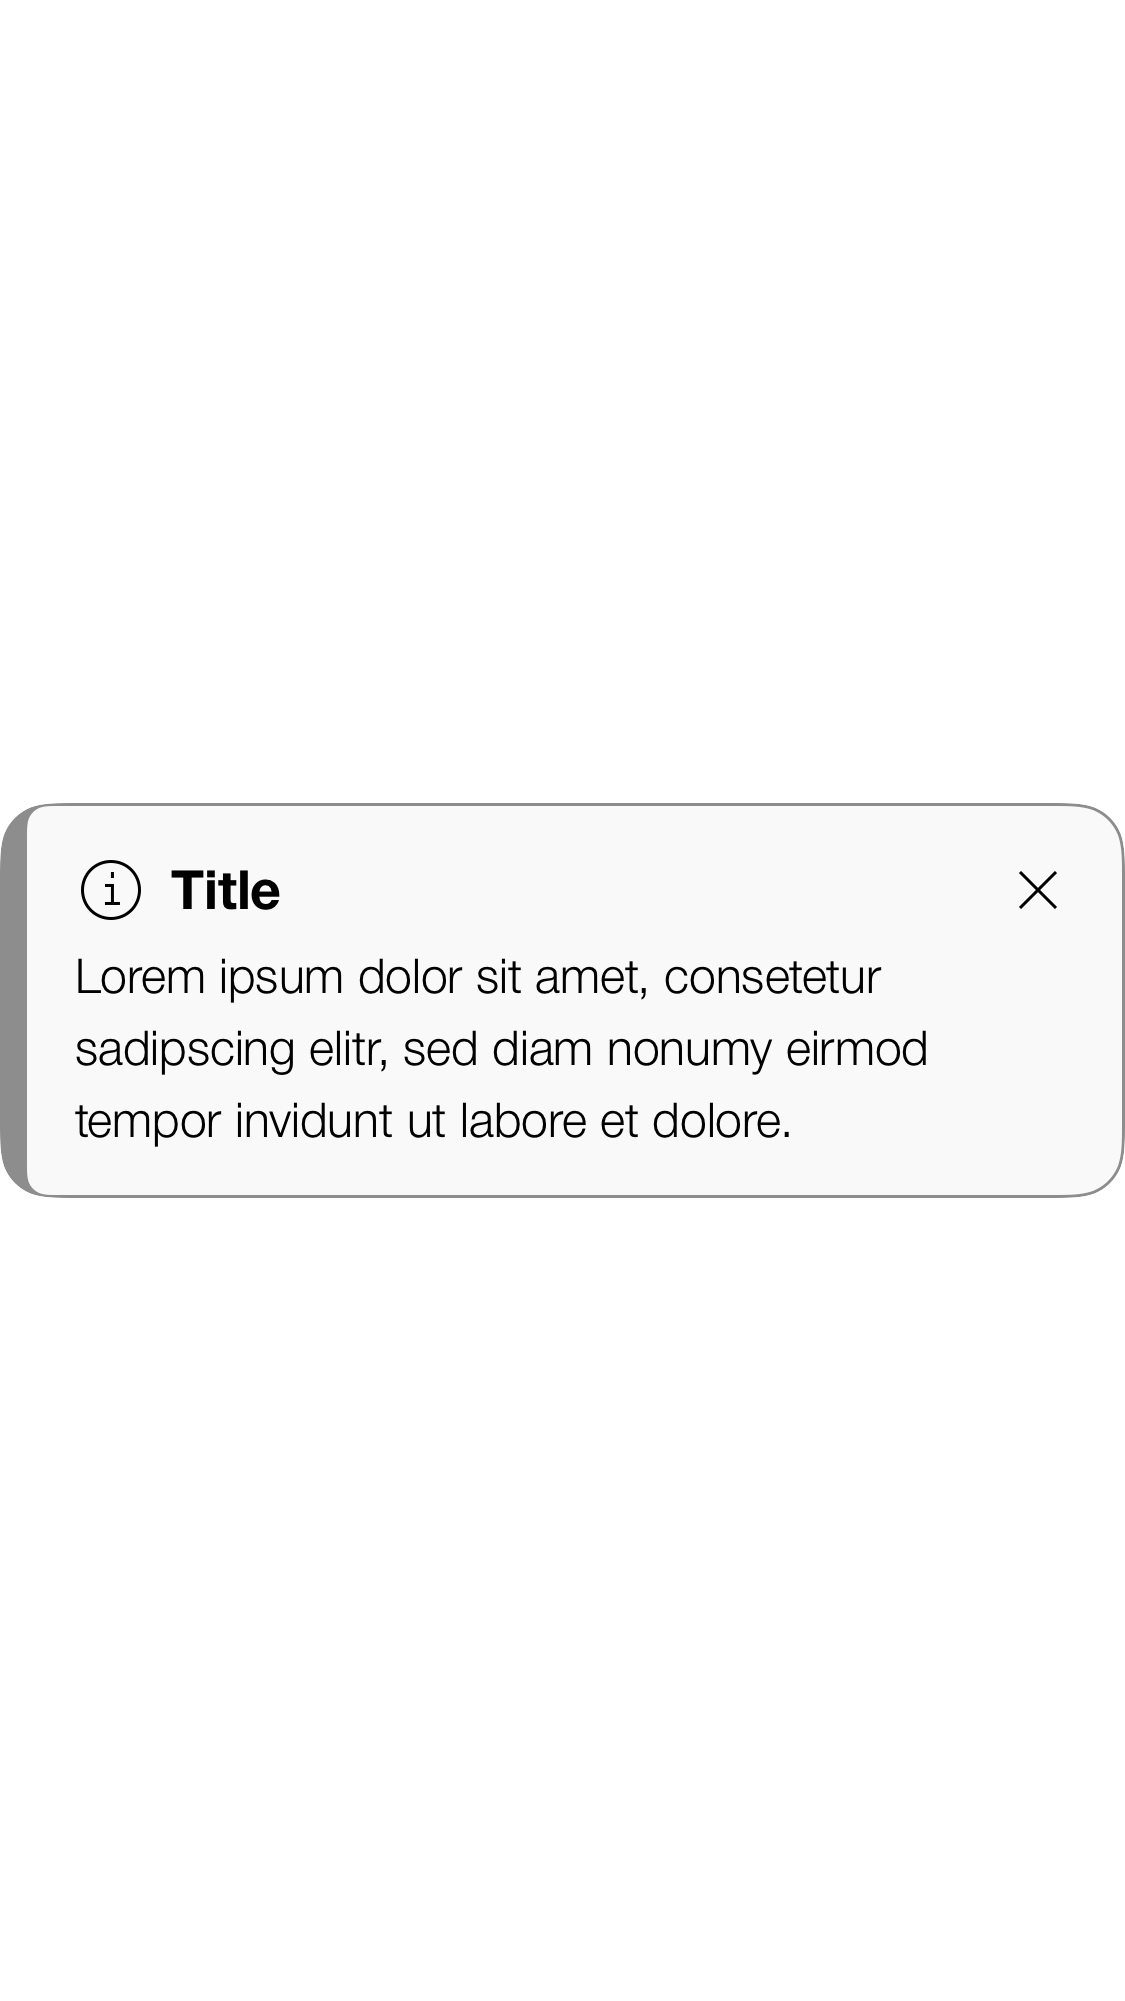 Title
Lorem ipsum dolor sit amet, consetetur
sadipscing elitr, sed diam nonumy eirmod
tempor invidunt ut labore et dolore.